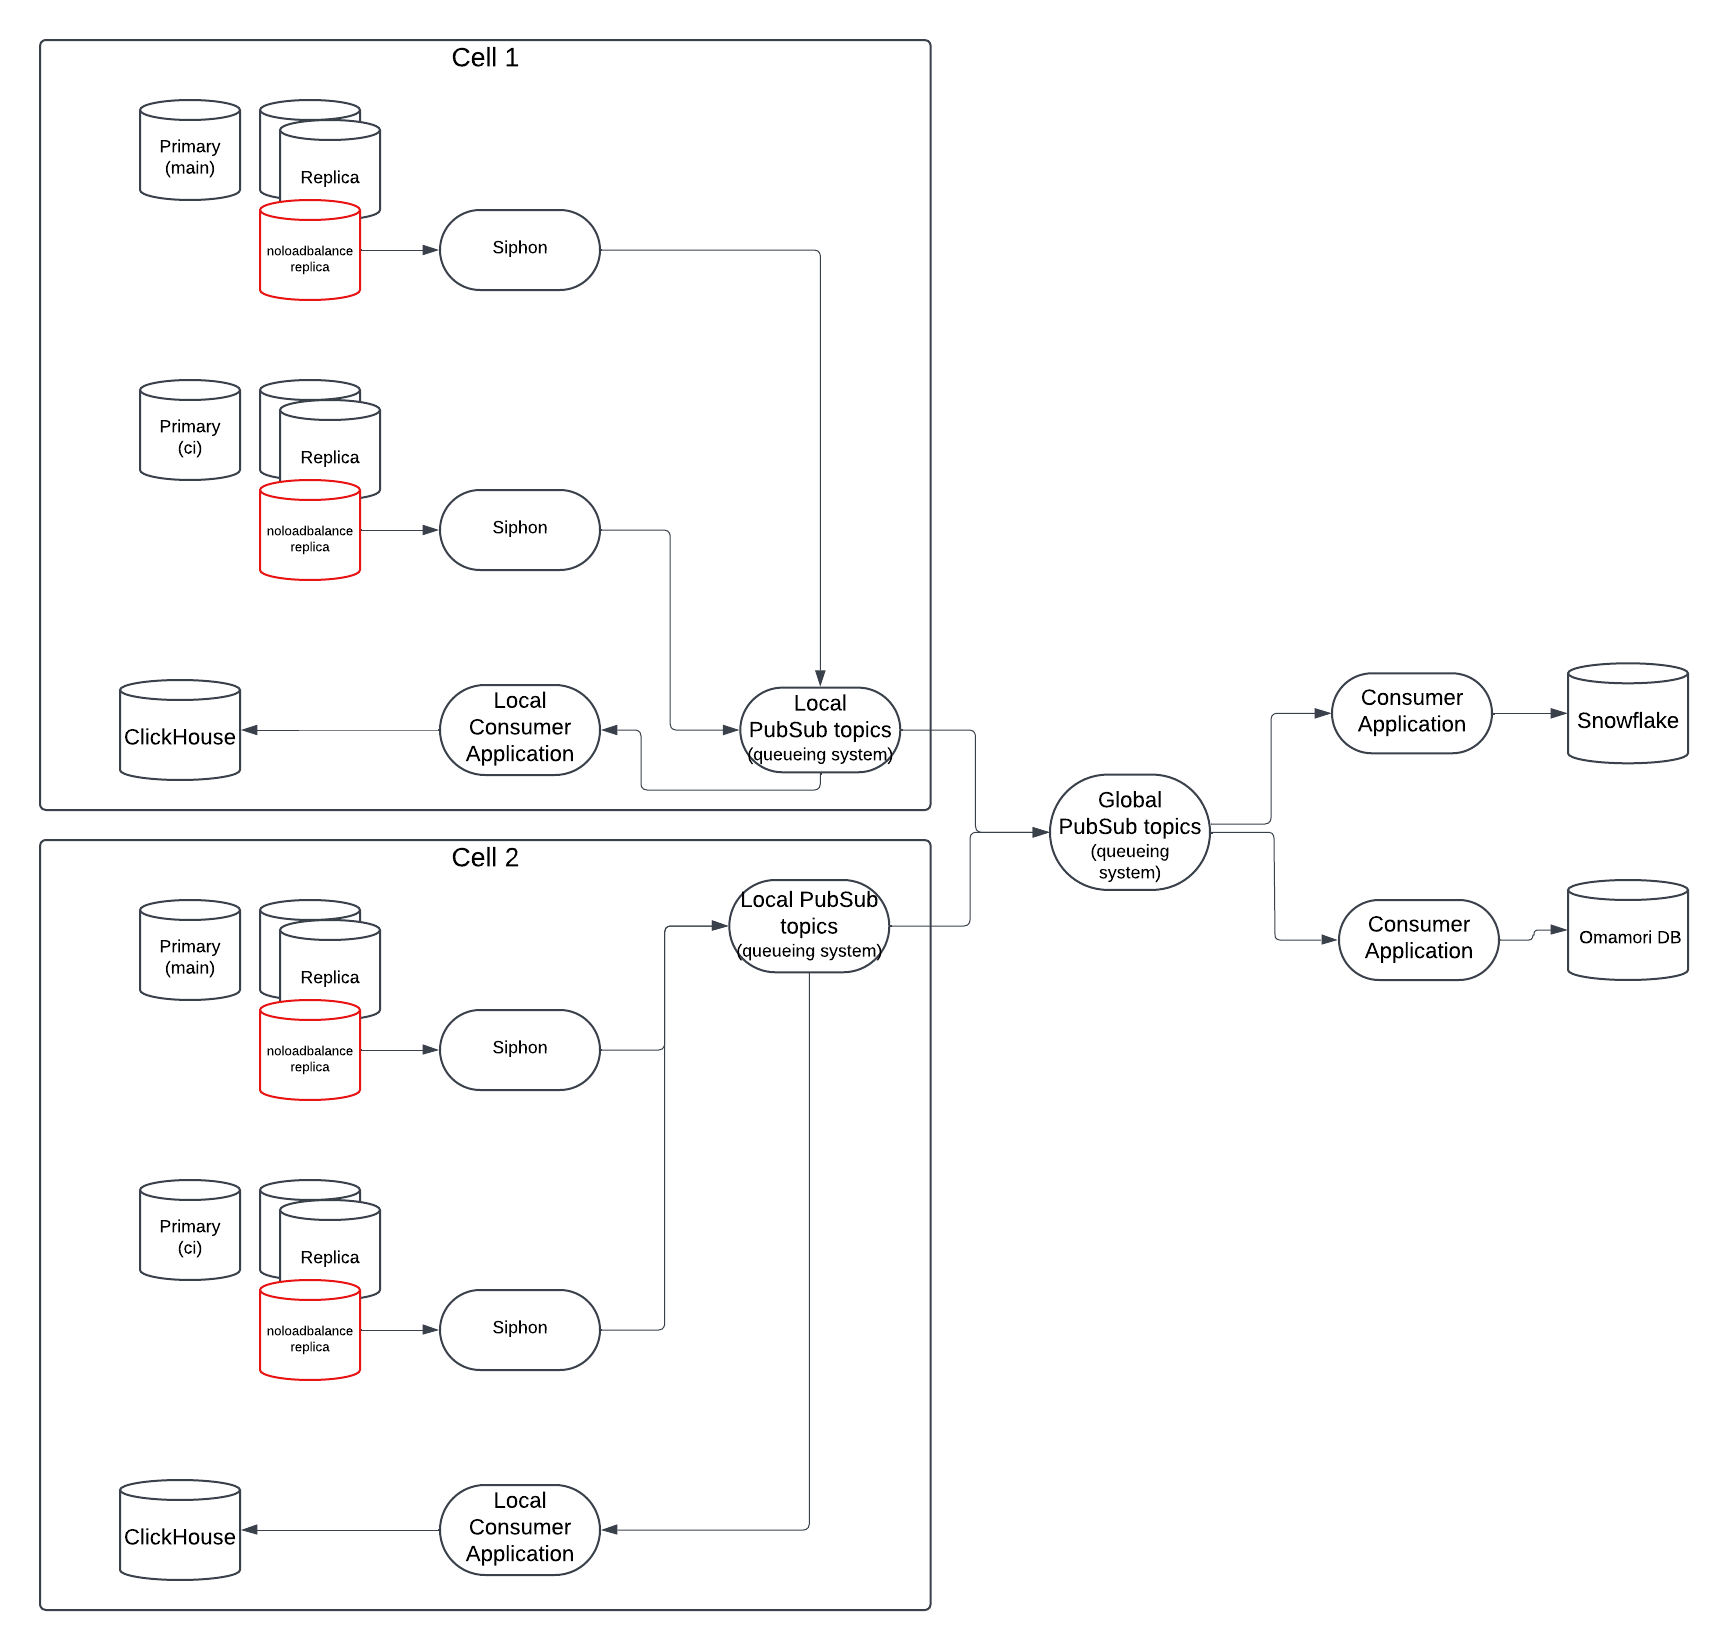 Cell 1
Primary
(main)
Replica
noloadbalance
replica
Siphon
Primary
(ci)
Replica
noloadbalance
replica
Siphon
ClickHouse
Local
Consumer
Application
Local
PubSub topics
(queueing system)
Cell 2
Local PubSub
topics
(queueing system)
Primary
(main)
Replica
noloadbalance
replica
Siphon
Primary
(ci)
Replica
noloadbalance
replica
Siphon
ClickHouse
Local
Consumer
Application
Global
PubSub topics
(queueing
system)
Consumer
Application
Snowflake
Consumer
Application
Omamori DB